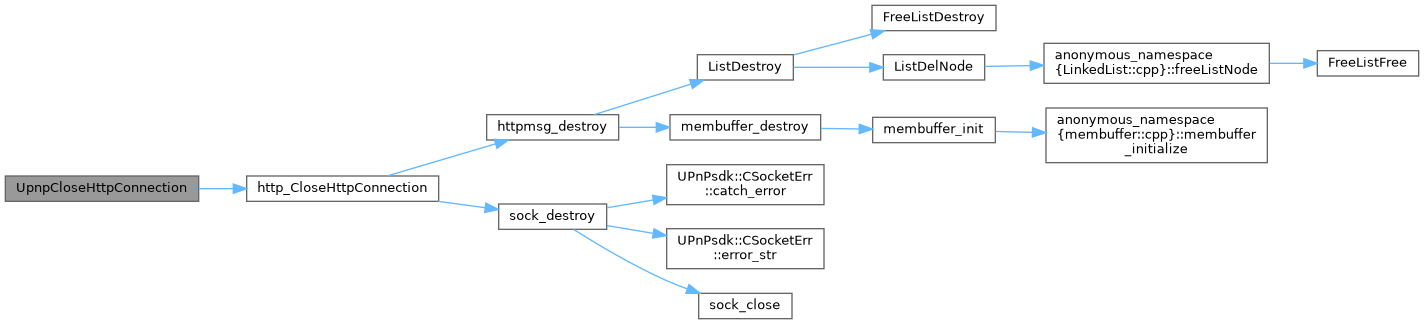 FreeListDestroy
ListDestroy
ListDelNode
anonymous_namespace
{LinkedList::cpp}::freeListNode
FreeListFree
httpmsg_destroy
membuffer_destroy
membuffer_init
anonymous_namespace
{membuffer::cpp}::membuffer
_initialize
UpnpCloseHttpConnection
http_CloseHttpConnection
UPnPsdk::CSocketErr
::catch_error
sock_destroy
UPnPsdk::CSocketErr
::error_str
sock_close